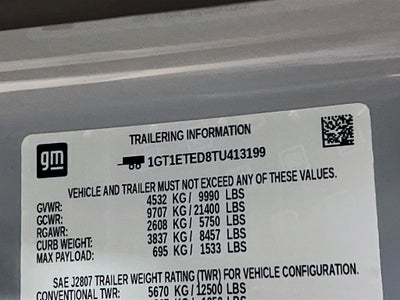 gm
TRAILERING INFORMATION
1GT1ETED8TU413199
VEHICLE AND TRAILER MUST NOT EXCEED ANY OF THESE VALUES.
GVWR: 4532 KG / 9990 LBS
GCWR: 9707 KG / 21400 LBS
RGAWR: 2608 KG / 5750 LBS
CURB WEIGHT: 3837 KG / 8457 LBS
MAX PAYLOAD: 695 KG / 1533 LBS
SAE J2807 TRAILER WEIGHT RATING (TWR) FOR VEHICLE CONFIGURATION.
CONVENTIONAL TWR: 5670 KG / 12500 LBS